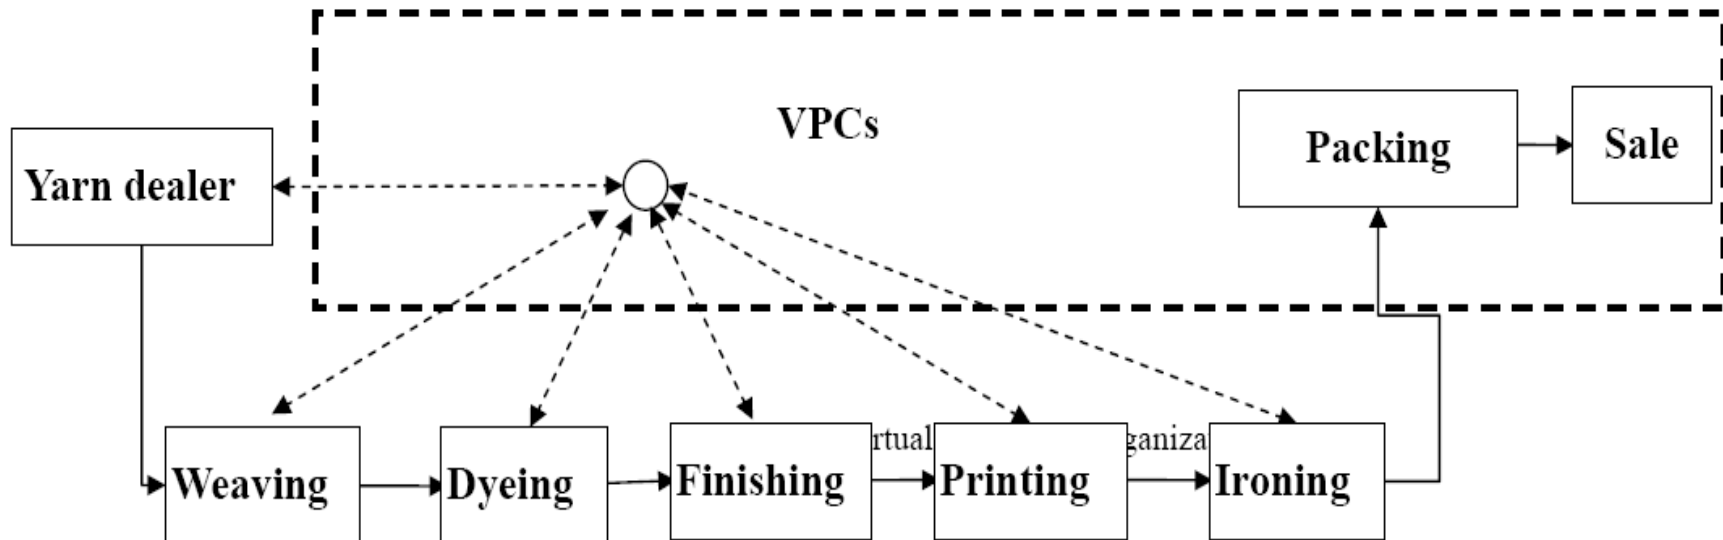 VPCs
Packing
Sale
Yarn dealer
Weaving
Dyeing
Finishing
Printing
Ironing